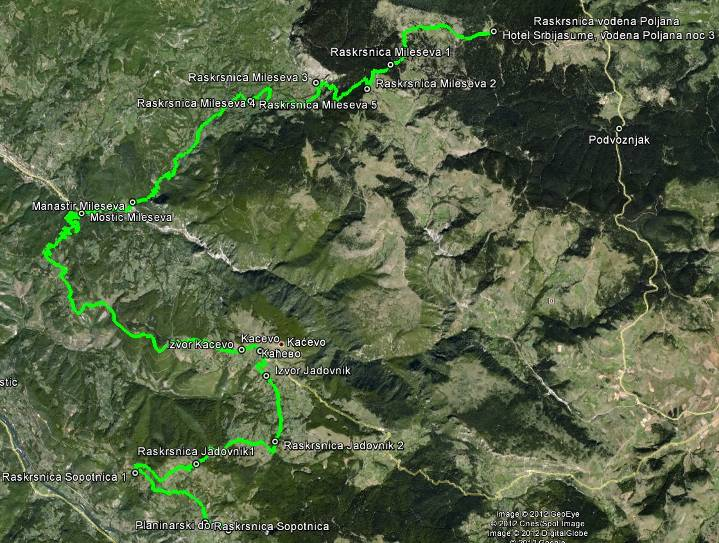 Raskrsnica vodena Poljana
Hotel Srbijasume, vodena Poljana noc 3
Raskrsnica Mileseva 1
Raskrsnica Mileseva 3
Raskrsnica Mileseva 2
Raskrsnica Mileseva 4
Raskrsnica Mileseva 5
Podvoznjak
Manastir Mileseva
Mostic Mileseva
Kacevo
Izvor Kacevo
Kaćevo
Каћево
Izvor Jadovnik
stic
Raskrsnica Jadovnik 2
Raskrsnica Jadovnik1
Raskrsnica Sopotnica 1
Planinarski dom
Raskrsnica Sopotnica
Image © 2012 GeoEye
© 2012 Cnes/Spot Image
Image © 2012 DigitalGlobe